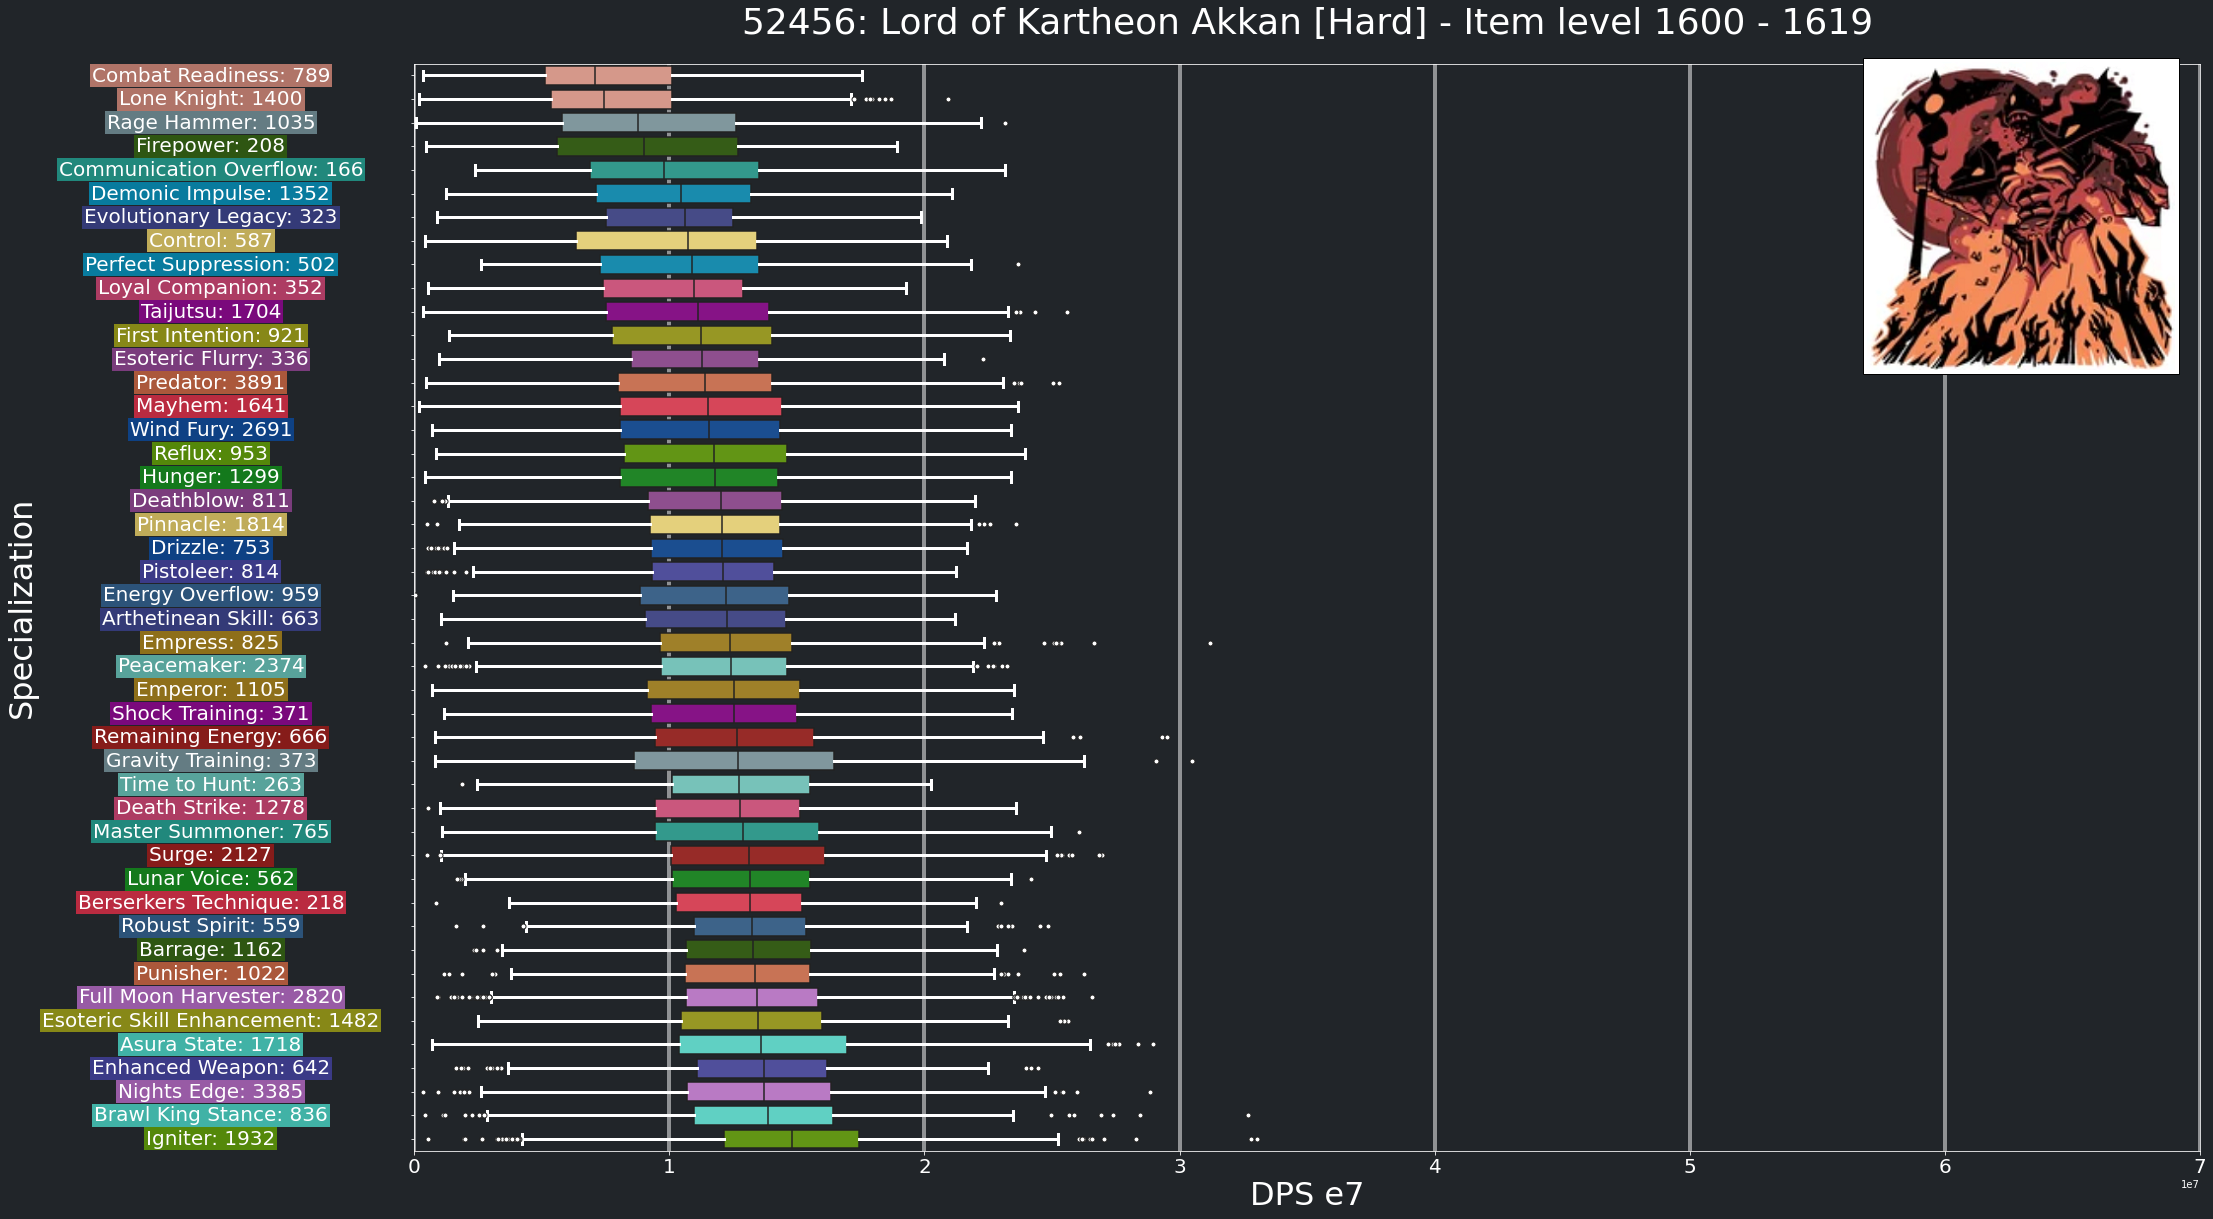 52456: Lord of Kartheon Akkan [Hard] - Item level 1600 - 1619
Specialization
Combat Readiness: 789
Lone Knight: 1400
Rage Hammer: 1035
Firepower: 208
Communication Overflow: 166
Demonic Impulse: 1352
Evolutionary Legacy: 323
Control: 587
Perfect Suppression: 502
Loyal Companion: 352
Taijutsu: 1704
First Intention: 921
Esoteric Flurry: 336
Predator: 3891
Mayhem: 1641
Wind Fury: 2691
Reflux: 953
Hunger: 1299
Deathblow: 811
Pinnacle: 1814
Drizzle: 753
Pistoleer: 814
Energy Overflow: 959
Arthetinean Skill: 663
Empress: 825
Peacemaker: 2374
Emperor: 1105
Shock Training: 371
Remaining Energy: 666
Gravity Training: 373
Time to Hunt: 263
Death Strike: 1278
Master Summoner: 765
Surge: 2127
Lunar Voice: 562
Berserkers Technique: 218
Robust Spirit: 559
Barrage: 1162
Punisher: 1022
Full Moon Harvester: 2820
Esoteric Skill Enhancement: 1482
Asura State: 1718
Enhanced Weapon: 642
Nights Edge: 3385
Brawl King Stance: 836
Igniter: 1932
0 1 2 3 4 5 6 7
1e7
DPS e7